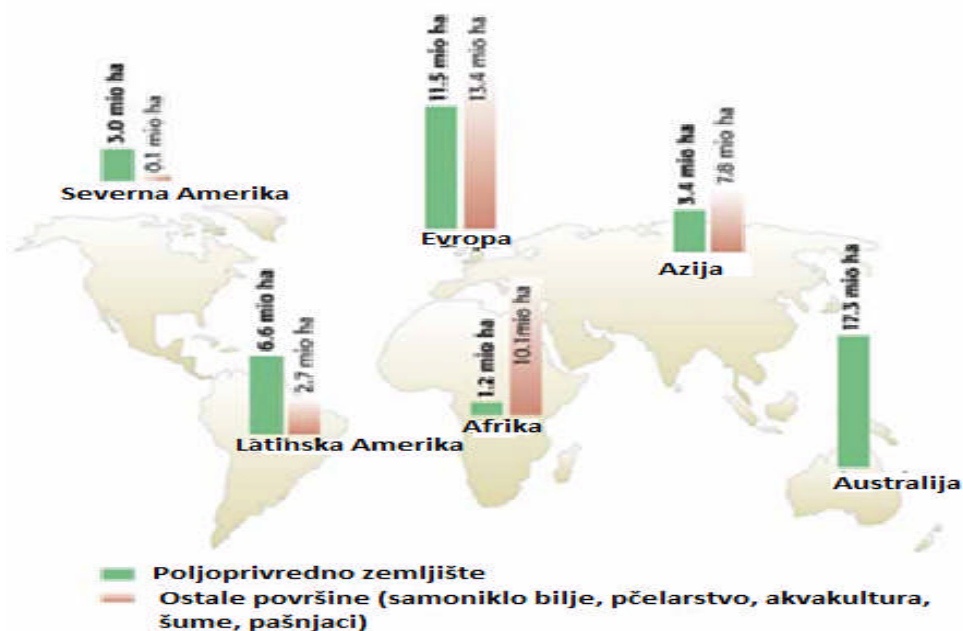 3.0 mio ha
0.1 mio ha
Severna Amerika
11.5 mio ha
13.4 mio ha
Evropa
3.4 mio ha
7.8 mio ha
Azija
6.6 mio ha
2.7 mio ha
Latinska Amerika
1.2 mio ha
10.1mio ha
Afrika
17.3 mio ha
Australija
Poljoprivredno zemljište
Ostale površine (samoniklo bilje, pčelarstvo, akvakultura,
šume, pašnjaci)